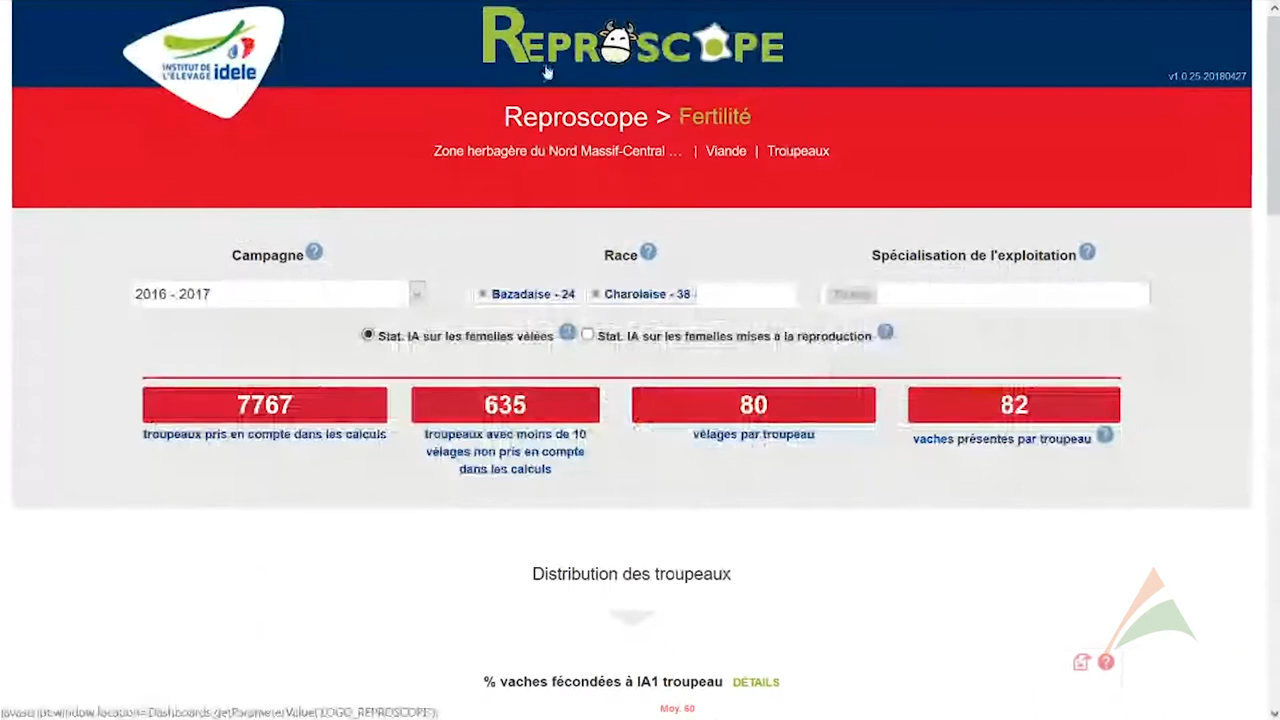 INSTITUT DE
L'ÉLEVAGE idele
REPROSCOPE
v1.0.25-20180427
Reproscope > Fertilité
Zone herbagère du Nord Massif-Central ... | Viande | Troupeaux
Campagne ? Race ? Spécialisation de l'exploitation ?
2016 - 2017 Bazadaise - 24 Charolaise - 38
Stat. IA sur les femelles vêlées ? Stat. IA sur les femelles mises a la reproduction ?
7767 635 80 82
troupeaux pris en compte dans les calculs troupeaux avec moins de 10 vêlages par troupeau vaches présentes par troupeau ?
vêlages non pris en compte
dans les calculs
Distribution des troupeaux
% vaches fécondées à IA1 troupeau DÉTAILS
Moy. 60